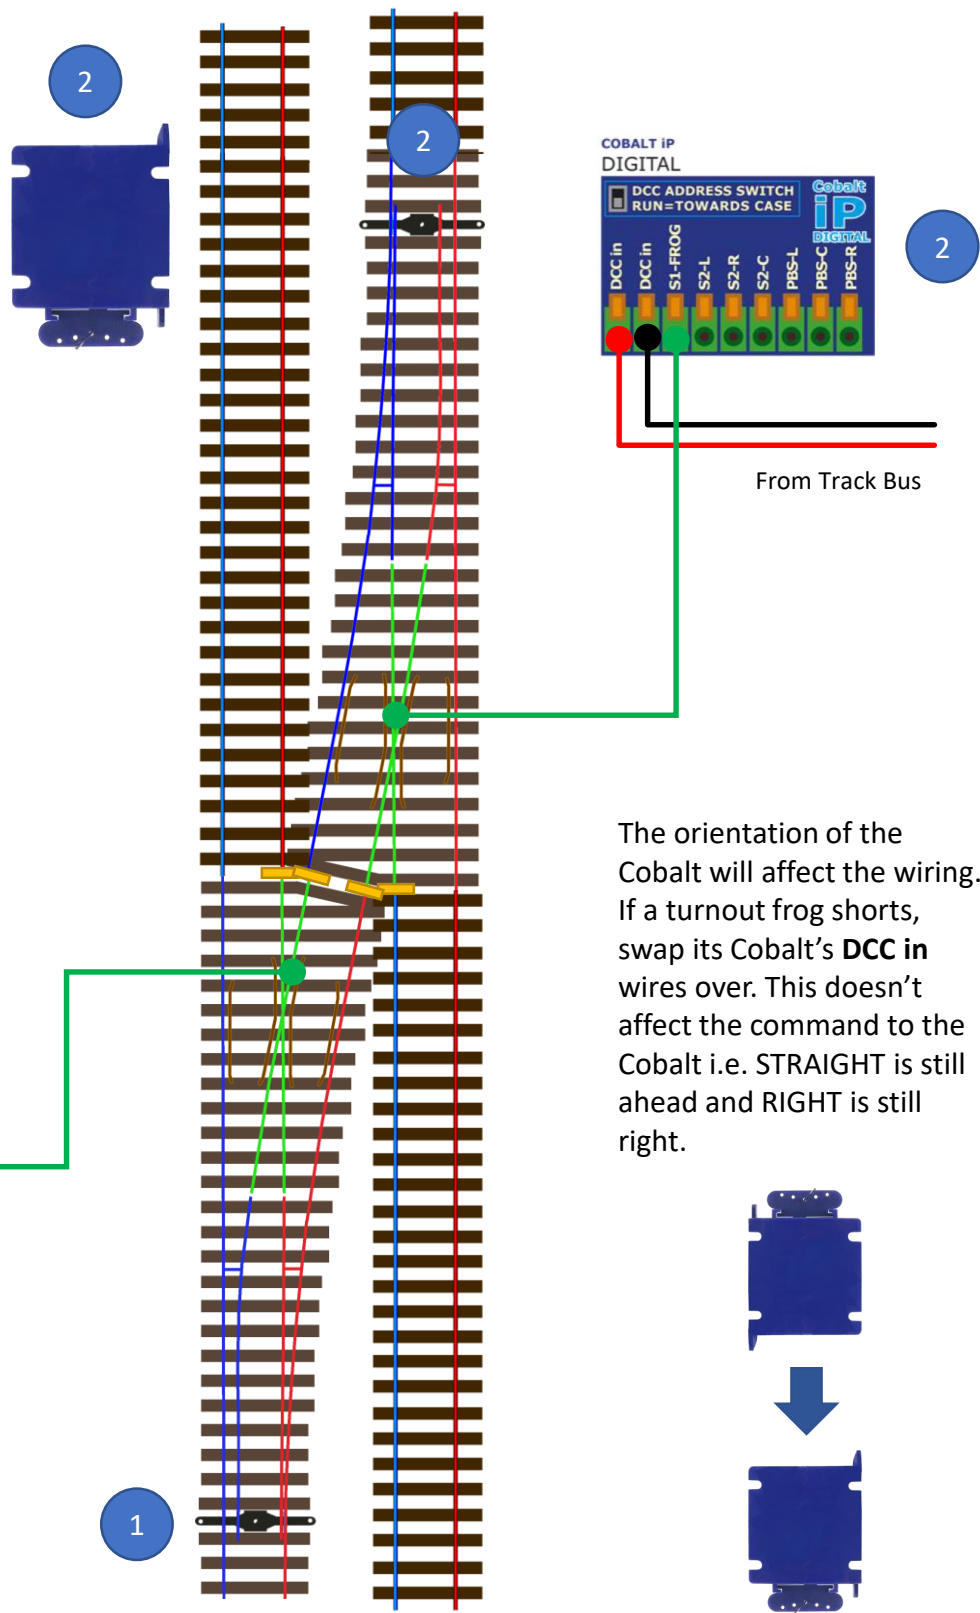 2
2
COBALT iP
DIGITAL
DCC ADDRESS SWITCH
RUN=TOWARDS CASE
Cobalt
iP
DIGITAL
2
DCC in
DCC in
S1-FROG
S2-L
S2-R
S2-C
PBS-L
PBS-C
PBS-R
From Track Bus
The orientation of the
Cobalt will affect the wiring.
If a turnout frog shorts,
swap its Cobalt’s DCC in
wires over. This doesn’t
affect the command to the
Cobalt i.e. STRAIGHT is still
ahead and RIGHT is still
right.
1